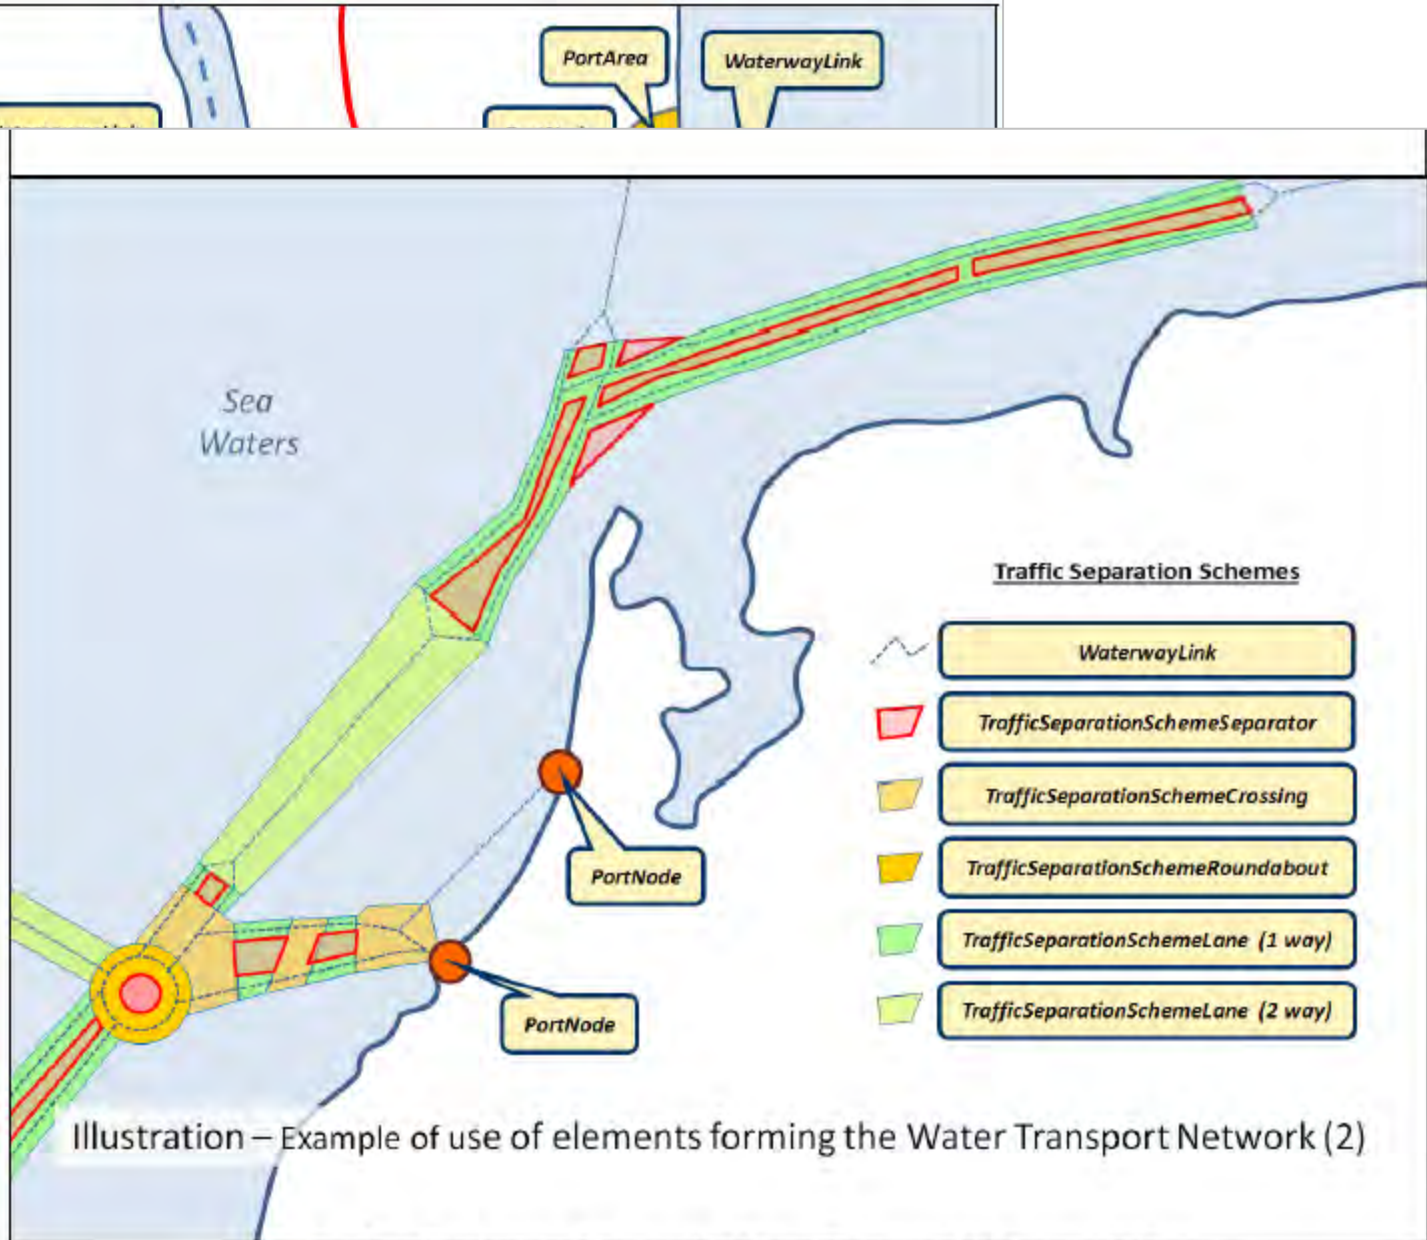 PortArea
WaterwayLink
Sea
Waters
Traffic Separation Schemes
WaterwayLink
TrafficSeparationSchemeSeparator
TrafficSeparationSchemeCrossing
TrafficSeparationSchemeRoundabout
TrafficSeparationSchemeLane (1 way)
TrafficSeparationSchemeLane (2 way)
PortNode
PortNode
Illustration – Example of use of elements forming the Water Transport Network (2)